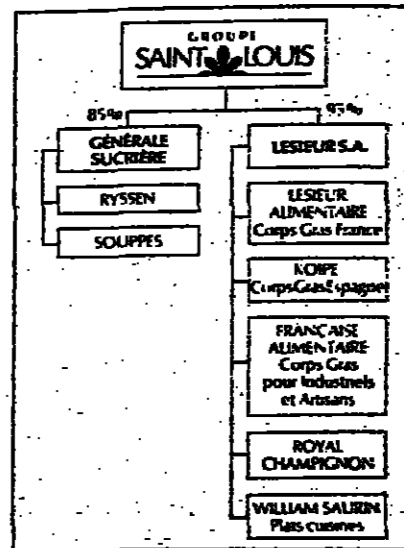 GROUPE
SAINT LOUIS
85%
95%
GÉNÉRALE
SUCRIÈRE
RYSSEN
SOUPPES
LESIEUR S.A.
LESIEUR
ALIMENTAIRE
Corps Gras France
KOIPE
Corps Gras Espagne
FRANÇAISE
ALIMENTAIRE
Corps Gras
pour Industriels
et Artisans
ROYAL
CHAMPIGNON
WILLIAM SAURIN
Plats cuisinés